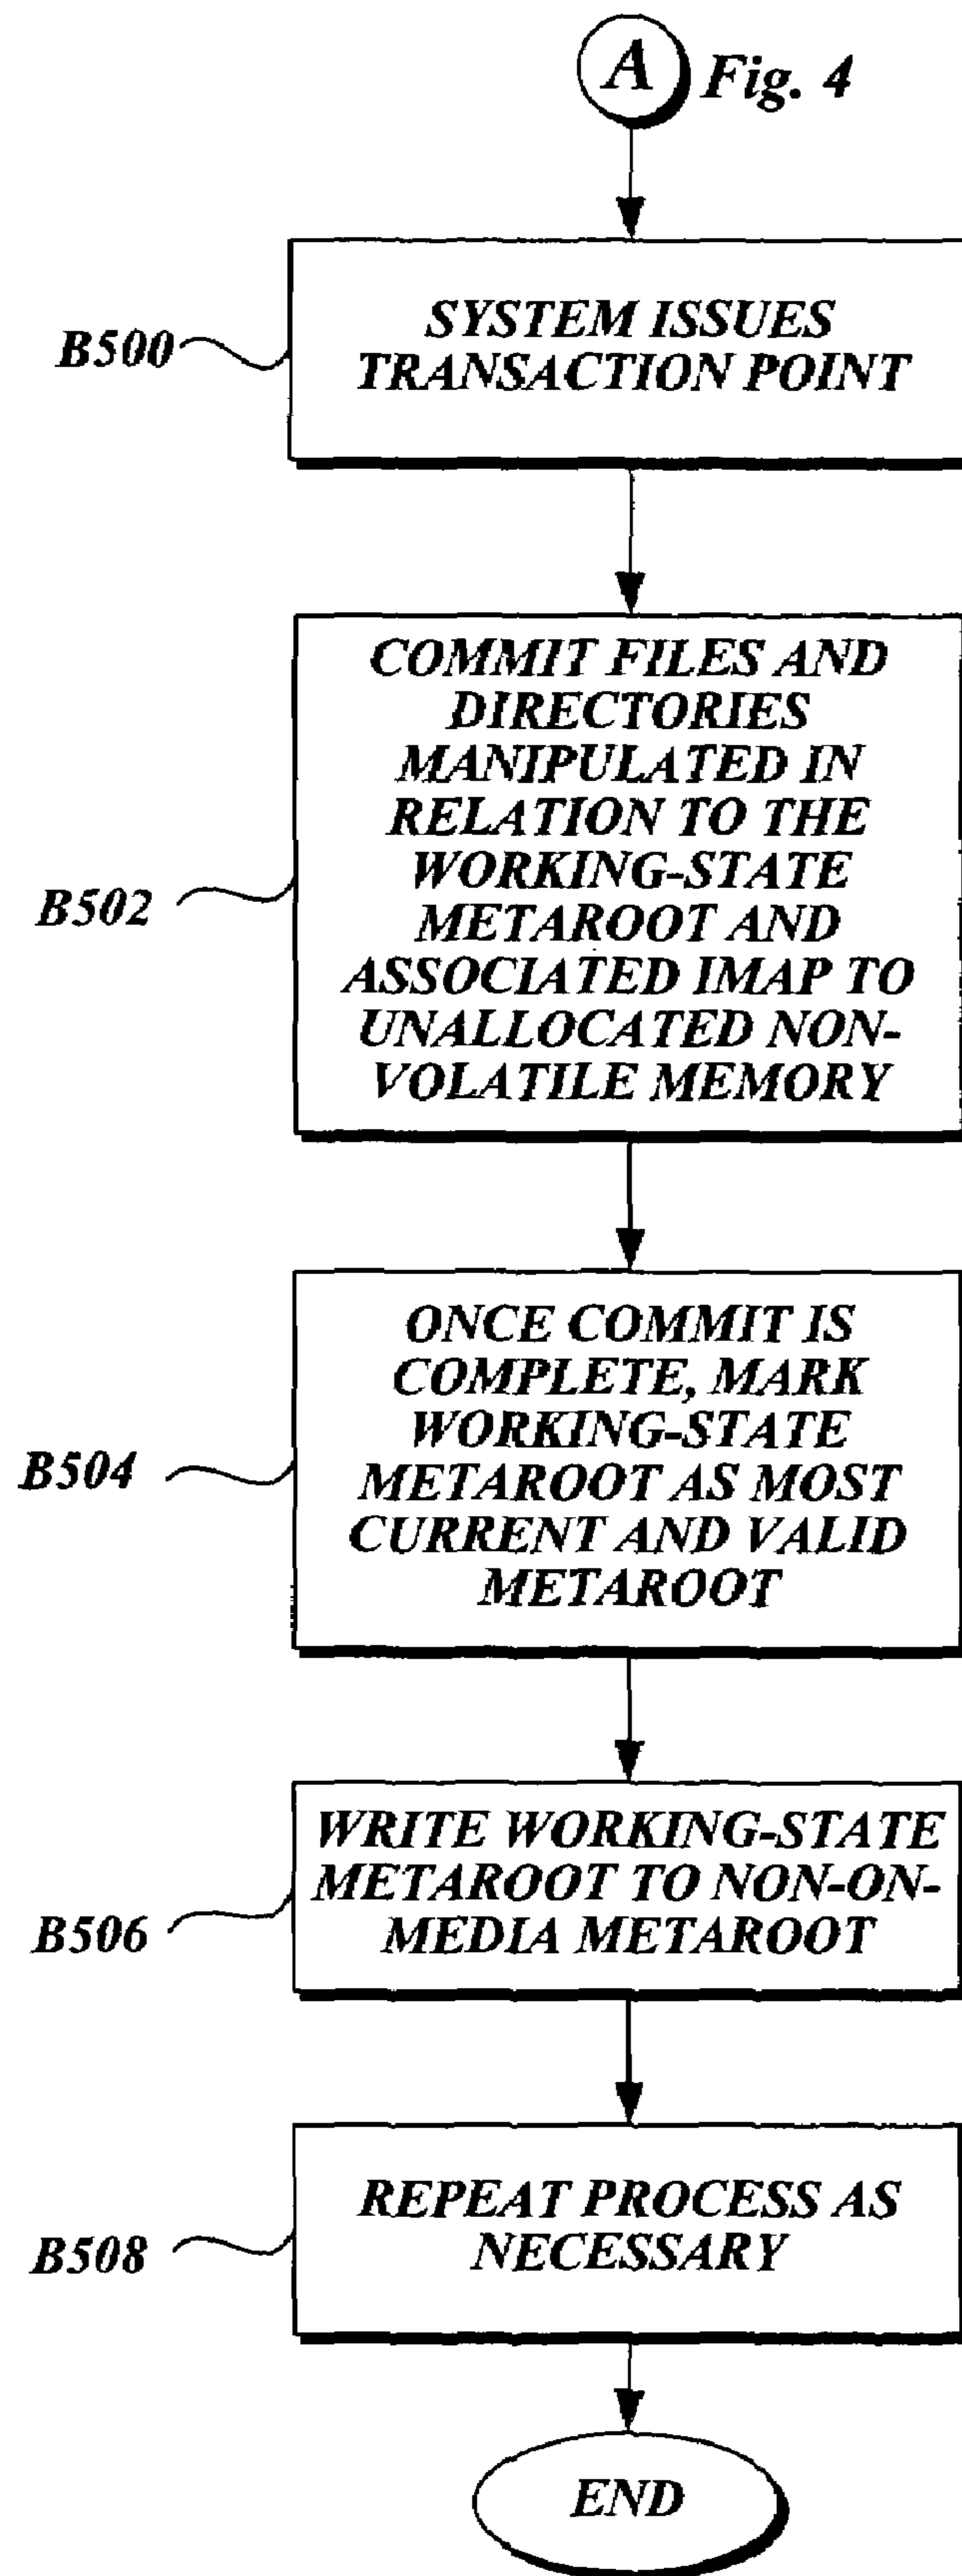 A Fig. 4
B500
SYSTEM ISSUES
TRANSACTION POINT
B502
COMMIT FILES AND
DIRECTORIES
MANIPULATED IN
RELATION TO THE
WORKING-STATE
METAROOT AND
ASSOCIATED IMAP TO
UNALLOCATED NON-
VOLATILE MEMORY
B504
ONCE COMMIT IS
COMPLETE, MARK
WORKING-STATE
METAROOT AS MOST
CURRENT AND VALID
METAROOT
B506
WRITE WORKING-STATE
METAROOT TO NON-ON-
MEDIA METAROOT
B508
REPEAT PROCESS AS
NECESSARY
END